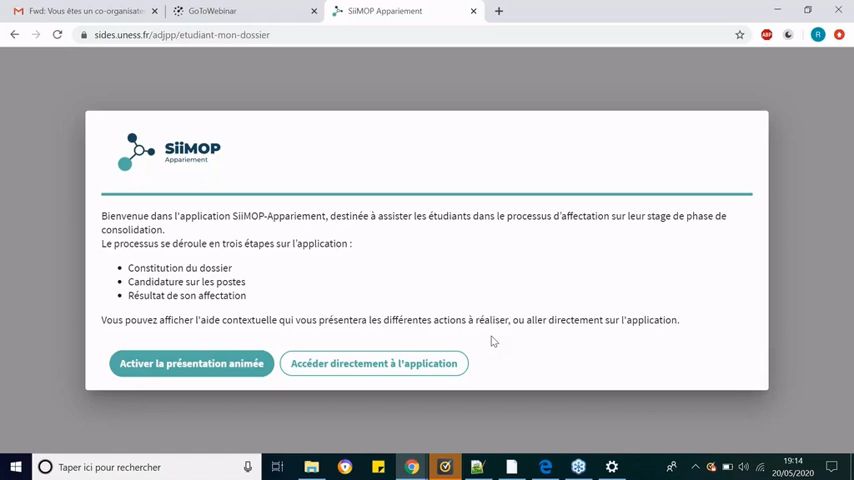 Fwd: Vous êtes un co-organisate
GoToWebinar
SiiMOP Appariement
sides.uness.fr/adjpp/etudiant-mon-dossier
ABP
R
SiiMOP
Appariement
Bienvenue dans l'application SiiMOP-Appariement, destinée à assister les étudiants dans le processus d'affectation sur leur stage de phase de
consolidation.
Le processus se déroule en trois étapes sur l'application :
Constitution du dossier
Candidature sur les postes
Résultat de son affectation
Vous pouvez afficher l'aide contextuelle qui vous présentera les différentes actions à réaliser, ou aller directement sur l'application.
Activer la présentation animée
Accéder directement à l'application
Taper ici pour rechercher
19:14
20/05/2020